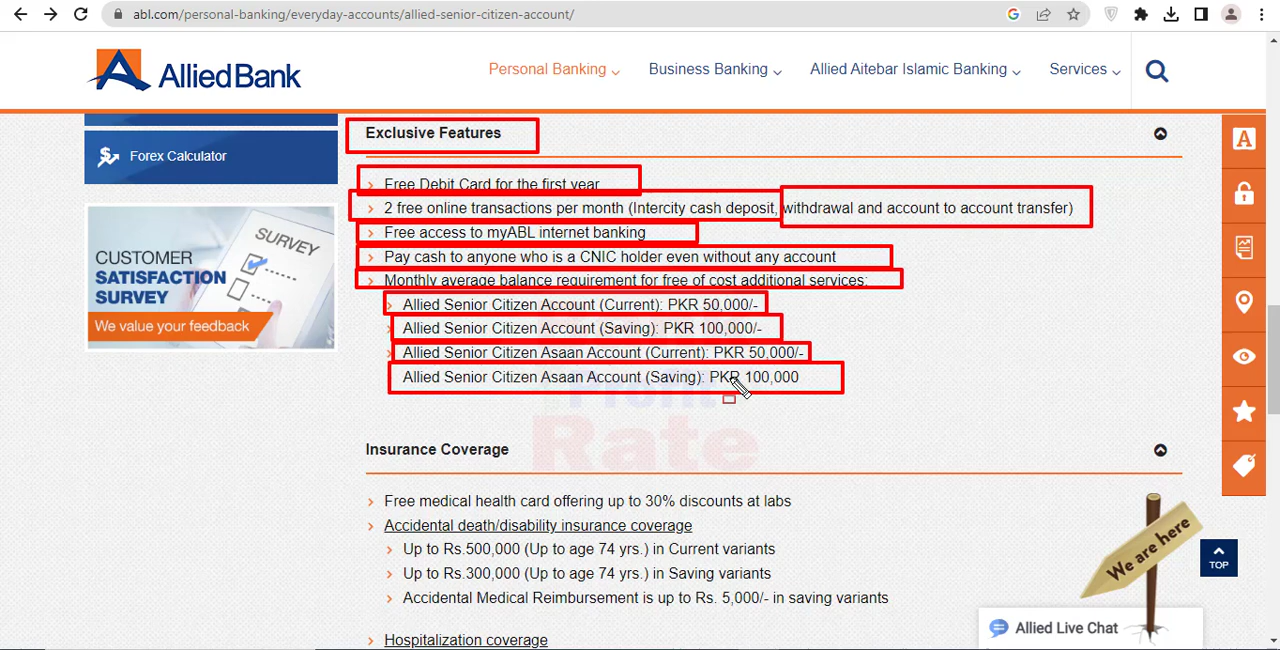 abl.com/personal-banking/everyday-accounts/allied-senior-citizen-account/
Allied Bank
Personal Banking
Business Banking
Allied Aitebar Islamic Banking
Services
Forex Calculator
CUSTOMER
SATISFACTION
SURVEY
We value your feedback
SURVEY
Exclusive Features
Free Debit Card for the first year
2 free online transactions per month (Intercity cash deposit, withdrawal and account to account transfer)
Free access to myABL internet banking
Pay cash to anyone who is a CNIC holder even without any account
Monthly average balance requirement for free of cost additional services:
Allied Senior Citizen Account (Current): PKR 50,000/-
Allied Senior Citizen Account (Saving): PKR 100,000/-
Allied Senior Citizen Asaan Account (Current): PKR 50,000/-
Allied Senior Citizen Asaan Account (Saving): PKR 100,000
Profit
Rate
Insurance Coverage
Free medical health card offering up to 30% discounts at labs
Accidental death/disability insurance coverage
Up to Rs.500,000 (Up to age 74 yrs.) in Current variants
Up to Rs.300,000 (Up to age 74 yrs.) in Saving variants
Accidental Medical Reimbursement is up to Rs. 5,000/- in saving variants
Hospitalization coverage
A
We are here
TOP
Allied Live Chat